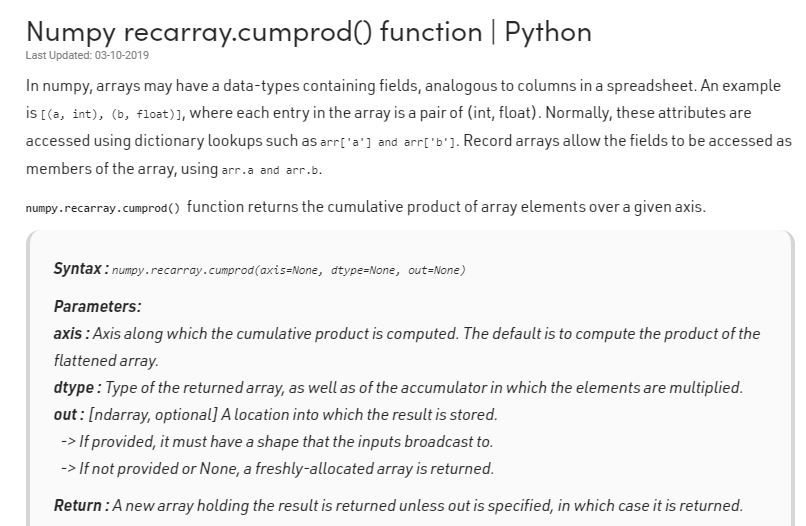 Numpy recarray.cumprod() function | Python
Last Updated: 03-10-2019
In numpy, arrays may have a data-types containing fields, analogous to columns in a spreadsheet. An example
is [(a, int), (b, float)], where each entry in the array is a pair of (int, float). Normally, these attributes are
accessed using dictionary lookups such as arr['a'] and arr['b']. Record arrays allow the fields to be accessed as
members of the array, using arr.a and arr.b.
numpy.recarray.cumprod() function returns the cumulative product of array elements over a given axis.
Syntax : numpy.recarray.cumprod(axis=None, dtype=None, out=None)
Parameters:
axis : Axis along which the cumulative product is computed. The default is to compute the product of the
flattened array.
dtype : Type of the returned array, as well as of the accumulator in which the elements are multiplied.
out : [ndarray, optional] A location into which the result is stored.
-> If provided, it must have a shape that the inputs broadcast to.
-> If not provided or None, a freshly-allocated array is returned.
Return : A new array holding the result is returned unless out is specified, in which case it is returned.